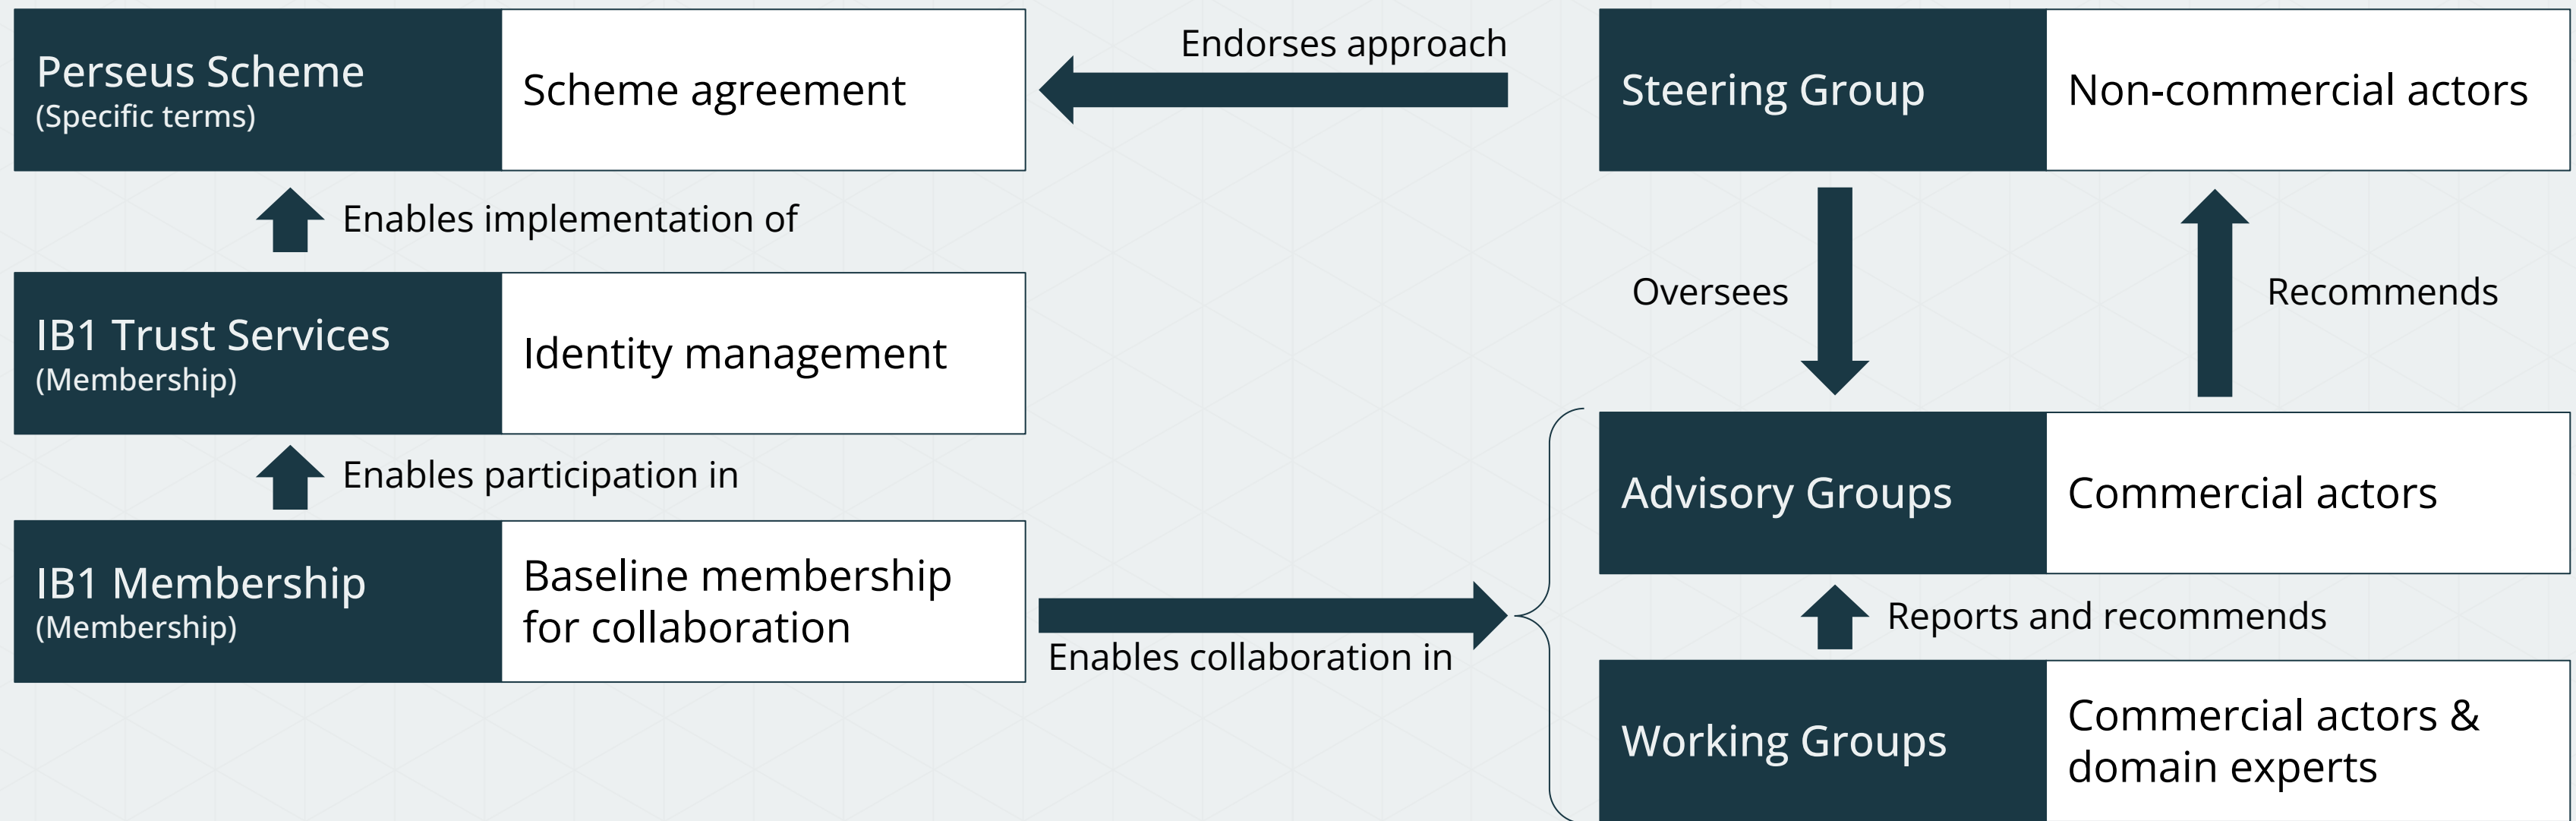 Perseus Scheme
(Specific terms)
Scheme agreement
Endorses approach
Steering Group
Non-commercial actors
Enables implementation of
Oversees
Recommends
IB1 Trust Services
(Membership)
Identity management
Enables participation in
Advisory Groups
Commercial actors
IB1 Membership
(Membership)
Baseline membership
for collaboration
Enables collaboration in
Reports and recommends
Working Groups
Commercial actors &
domain experts